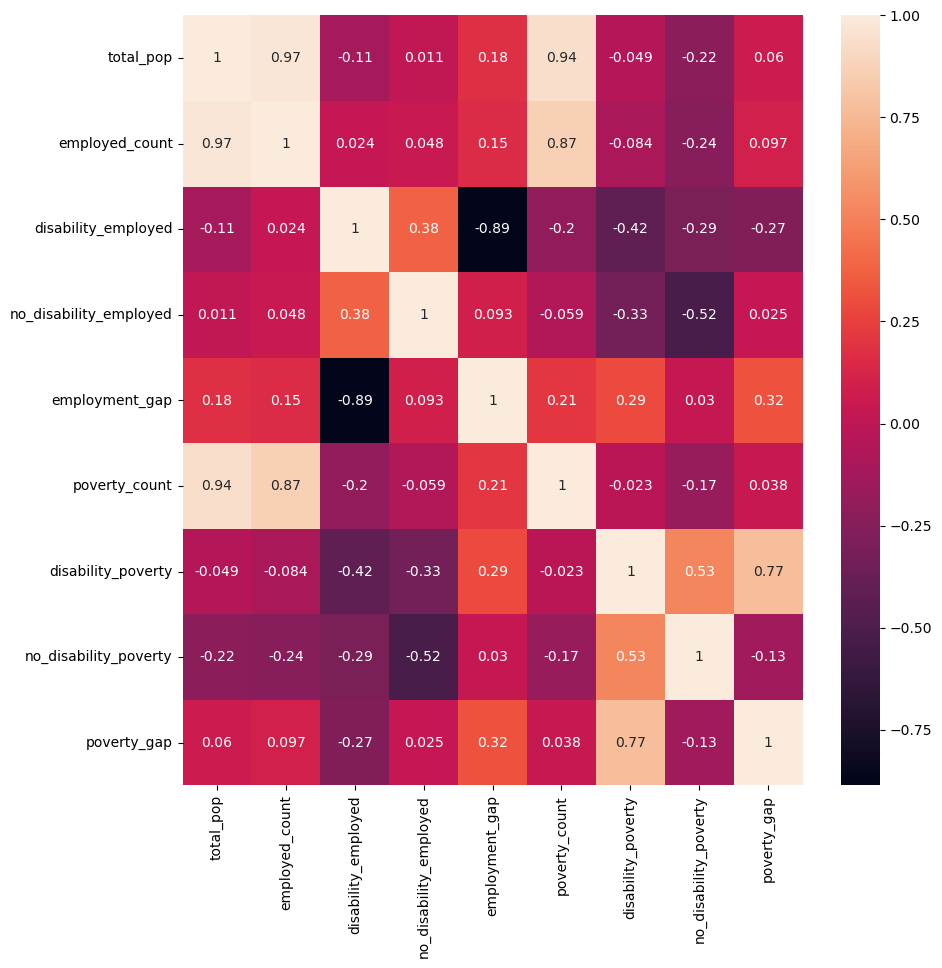 total_pop 1 0.97 -0.11 0.011 0.18 0.94 -0.049 -0.22 0.06
employed_count 0.97 1 0.024 0.048 0.15 0.87 -0.084 -0.24 0.097
disability_employed -0.11 0.024 1 0.38 -0.89 -0.2 -0.42 -0.29 -0.27
no_disability_employed 0.011 0.048 0.38 1 0.093 -0.059 -0.33 -0.52 0.025
employment_gap 0.18 0.15 -0.89 0.093 1 0.21 0.29 0.03 0.32
poverty_count 0.94 0.87 -0.2 -0.059 0.21 1 -0.023 -0.17 0.038
disability_poverty -0.049 -0.084 -0.42 -0.33 0.29 -0.023 1 0.53 0.77
no_disability_poverty -0.22 -0.24 -0.29 -0.52 0.03 -0.17 0.53 1 -0.13
poverty_gap 0.06 0.097 -0.27 0.025 0.32 0.038 0.77 -0.13 1
total_pop
employed_count
disability_employed
no_disability_employed
employment_gap
poverty_count
disability_poverty
no_disability_poverty
poverty_gap
1.00
0.75
0.50
0.25
0.00
−0.25
−0.50
−0.75